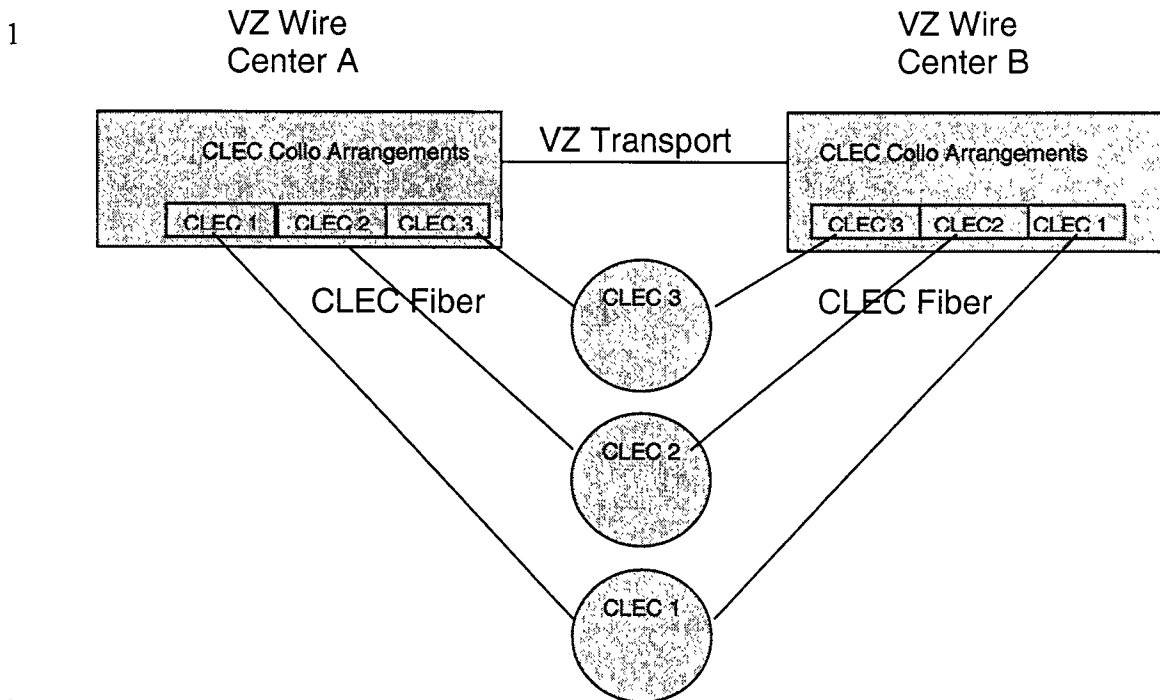 1
VZ Wire
Center A
VZ Wire
Center B
CLEC Collo Arrangements
VZ Transport
CLEC Collo Arrangements
CLEC 1
CLEC 2
CLEC 3
CLEC 3
CLEC2
CLEC 1
CLEC Fiber
CLEC 3
CLEC Fiber
CLEC 2
CLEC 1